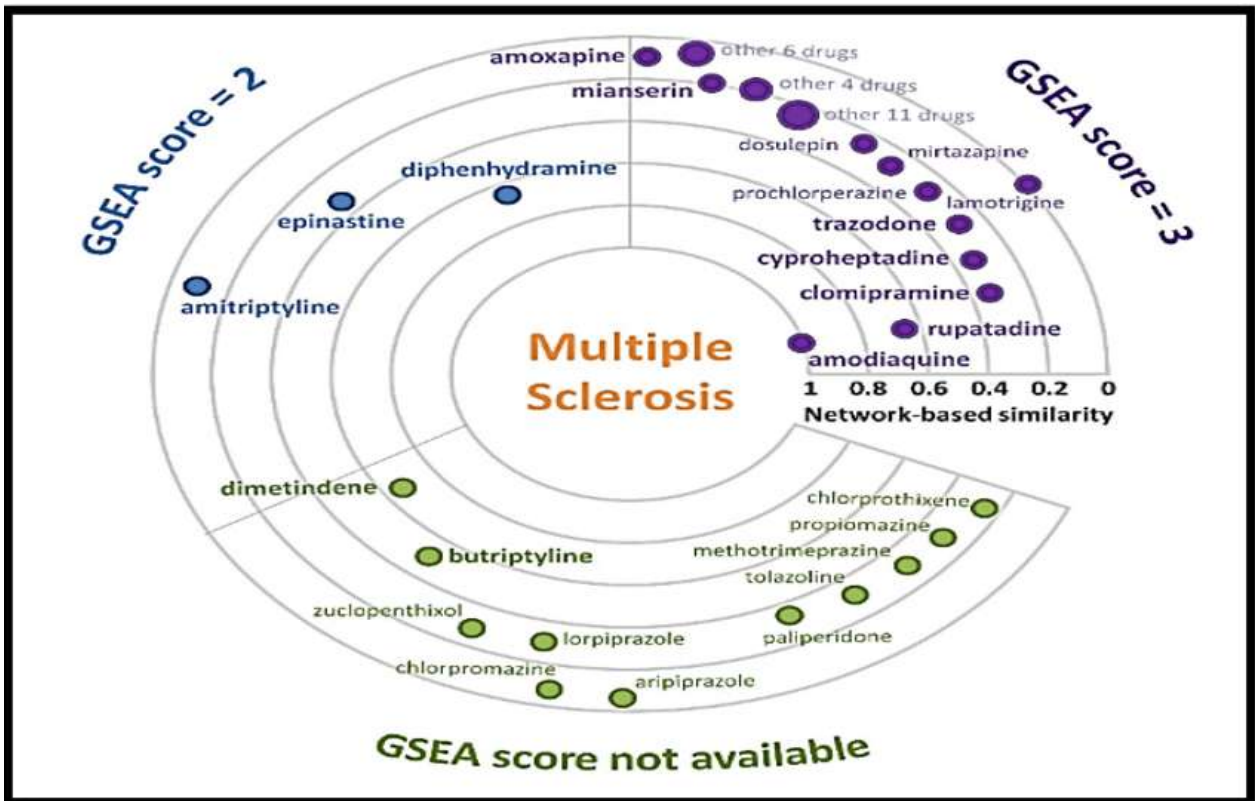 GSEA score = 2
GSEA score = 3
amoxapine
other 6 drugs
mianserin
other 4 drugs
other 11 drugs
dosulepin
mirtazapine
diphenhydramine
prochlorperazine
lamotrigine
epinastine
trazodone
cyproheptadine
clomipramine
amitriptyline
rupatadine
amodiaquine
Multiple
Sclerosis
1 0.8 0.6 0.4 0.2 0
Network-based similarity
dimetindene
chlorprothixene
propiomazine
methotrimeprazine
butriptyline
tolazoline
zuclopenthixol
lorpiprazole
paliperidone
chlorpromazine
aripiprazole
GSEA score not available